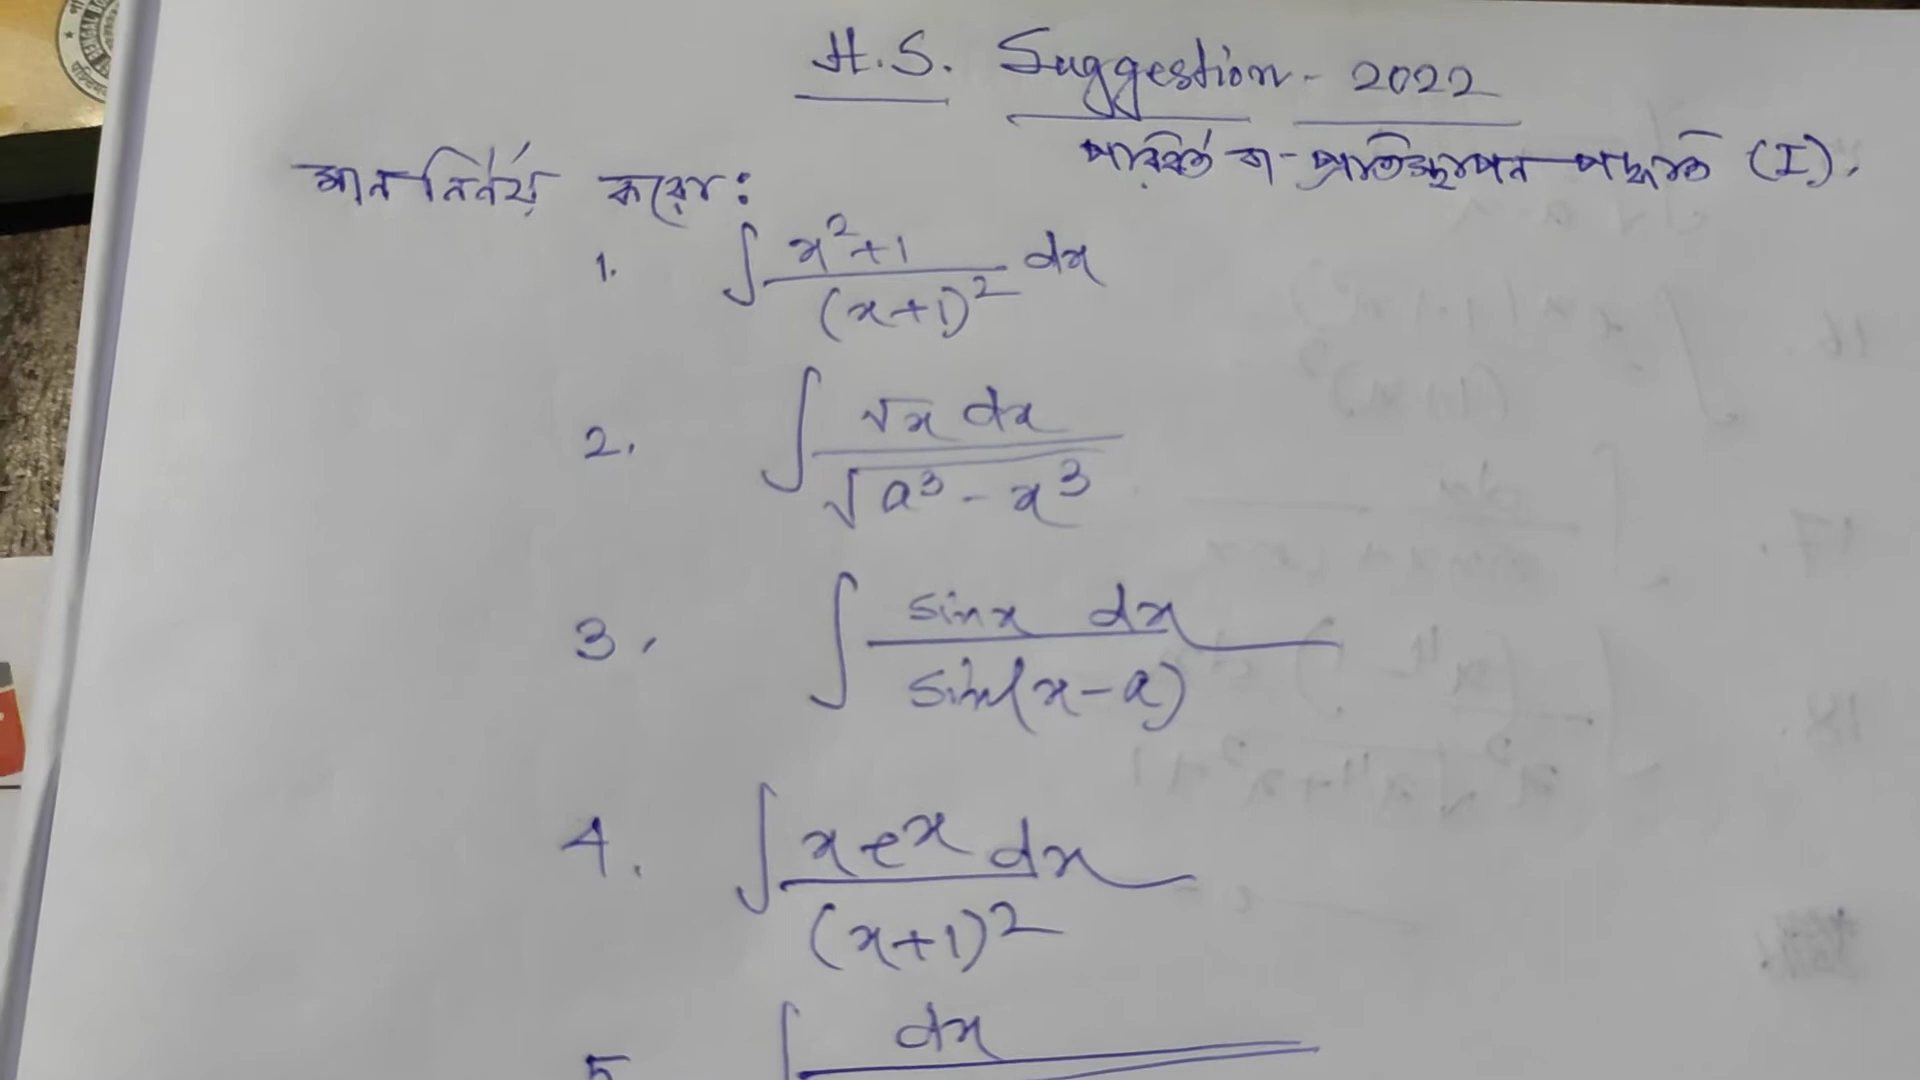 H.S. Suggestion - 2022
পরিবর্ত বা প্রতিস্থাপন পদ্ধতি (I).
মান নির্ণয় করো:
1. ∫ x²+1 / (x+1)² dx
2. ∫ √x dx / √a³ - x³
3. ∫ sinx dx / sin(x-a)
4. ∫ x eˣ dx / (x+1)²
5 ∫ dx